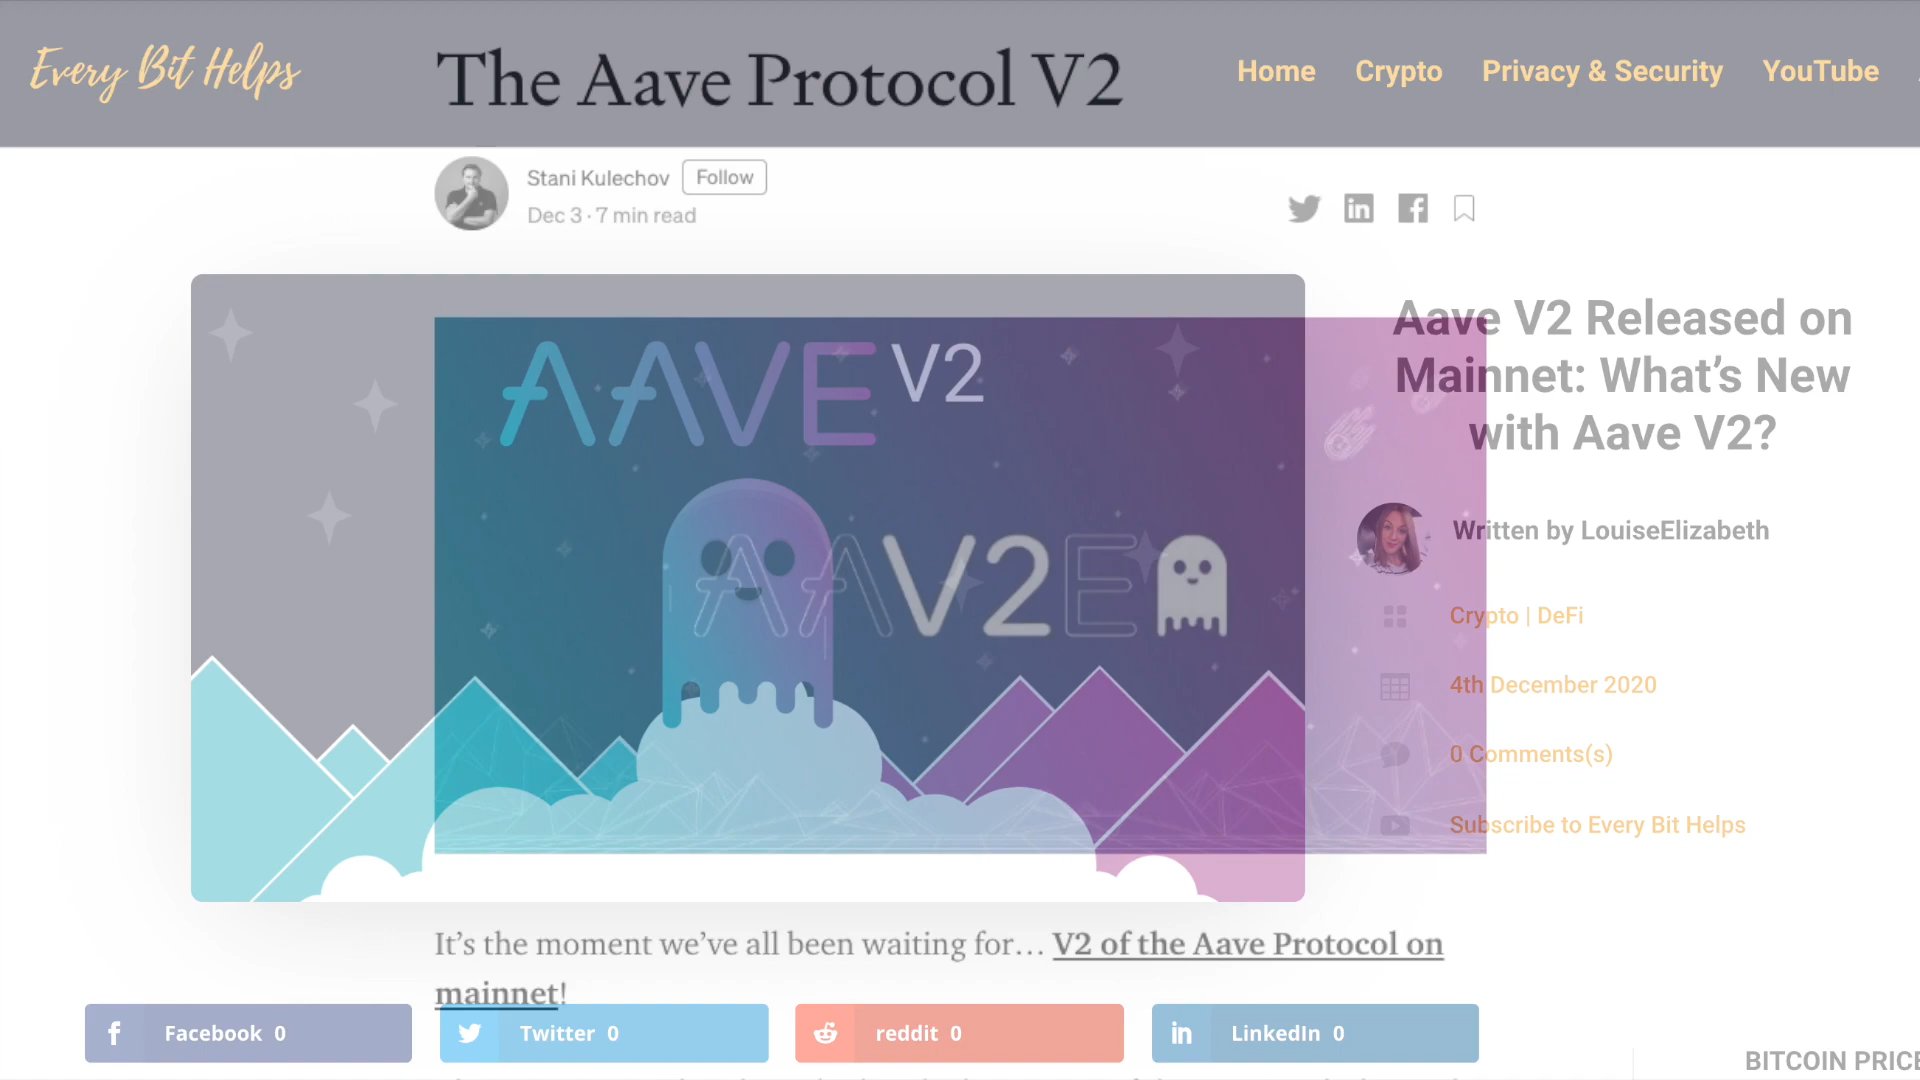 Every Bit Helps
The Aave Protocol V2
Home Crypto Privacy & Security YouTube
Stani Kulechov Follow
Dec 3 · 7 min read
AAVE V2
AAV2E
Aave V2 Released on
Mainnet: What’s New
with Aave V2?
Written by LouiseElizabeth
Crypto | DeFi
4th December 2020
0 Comments(s)
Subscribe to Every Bit Helps
It’s the moment we’ve all been waiting for… V2 of the Aave Protocol on
mainnet!
Facebook 0
Twitter 0
reddit 0
LinkedIn 0
BITCOIN PRICE